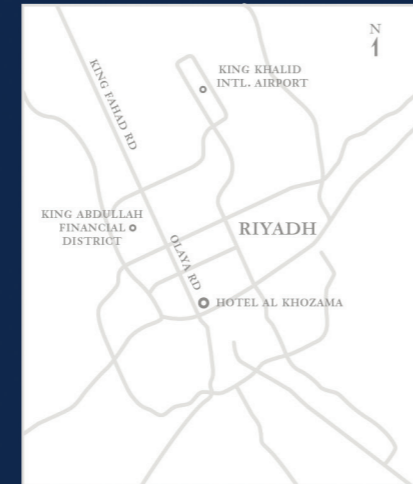 N
KING KHALID
INTL. AIRPORT
KING FAHAD RD
KING ABDULLAH
FINANCIAL
DISTRICT
RIYADH
OLAYA RD
HOTEL AL KHOZAMA